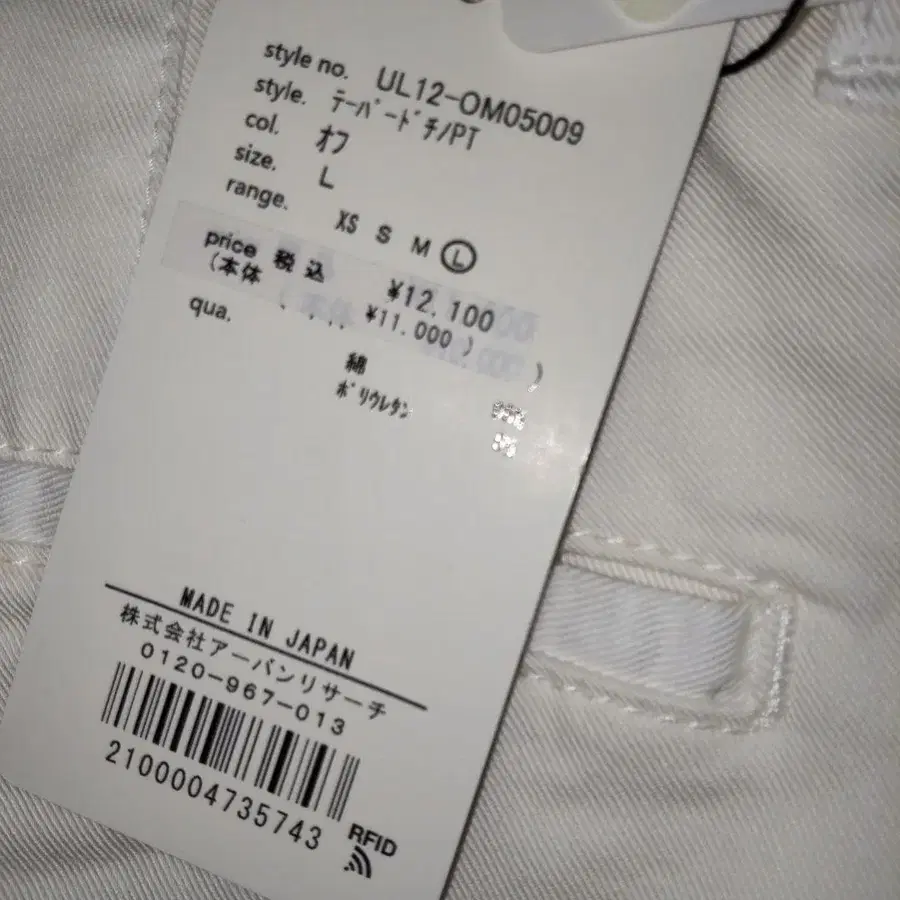 style no. UL12-OM05009
style. テーパードチノPT
col. オフ
size. L
range. XS S M L
price 税込 ¥12,100
(本体 ¥11,000)
qua.
綿
ポリウレタン
MADE IN JAPAN
株式会社アーバンリサーチ
0120-967-013
2100004735743
RFID